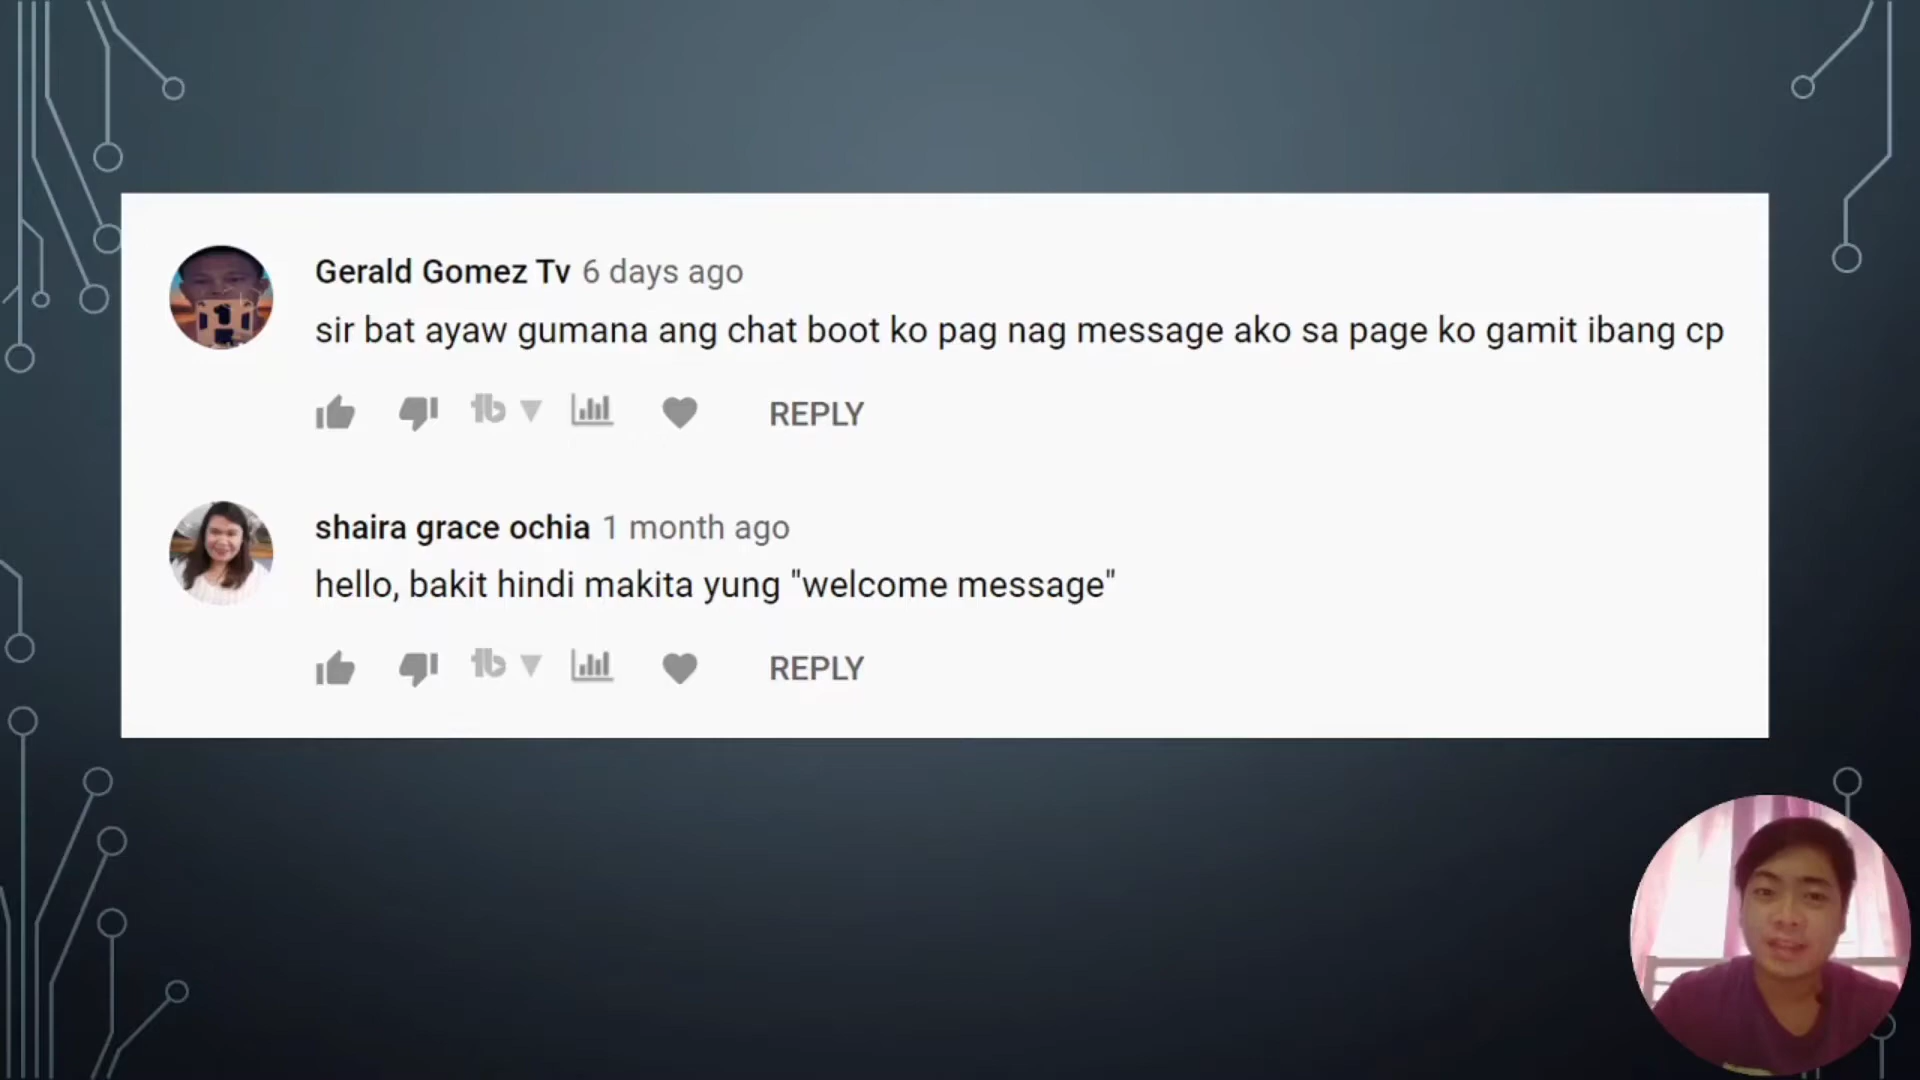 Gerald Gomez Tv 6 days ago
sir bat ayaw gumana ang chat boot ko pag nag message ako sa page ko gamit ibang cp
REPLY
shaira grace ochia 1 month ago
hello, bakit hindi makita yung "welcome message"
REPLY